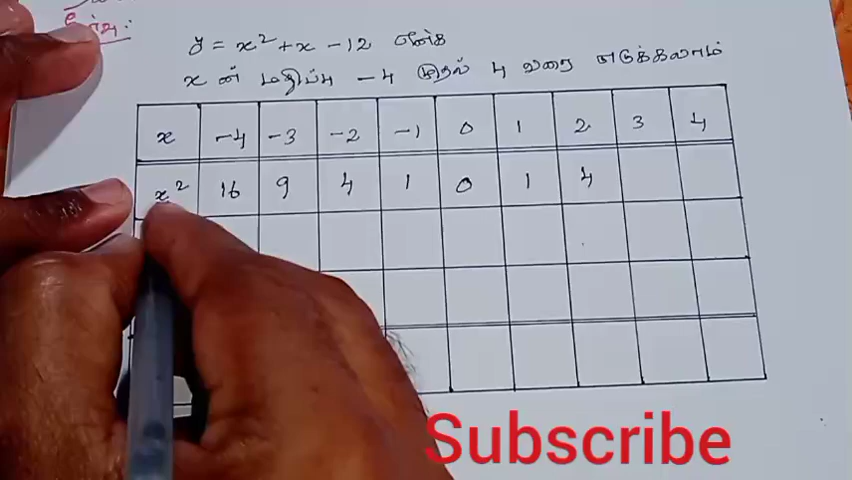 y = x² + x - 12 என்க
x ன் மதிப்பு -4 முதல் 4 வரை எடுக்கலாம்
x -4 -3 -2 -1 0 1 2 3 4
x² 16 9 4 1 0 1 4
Subscribe